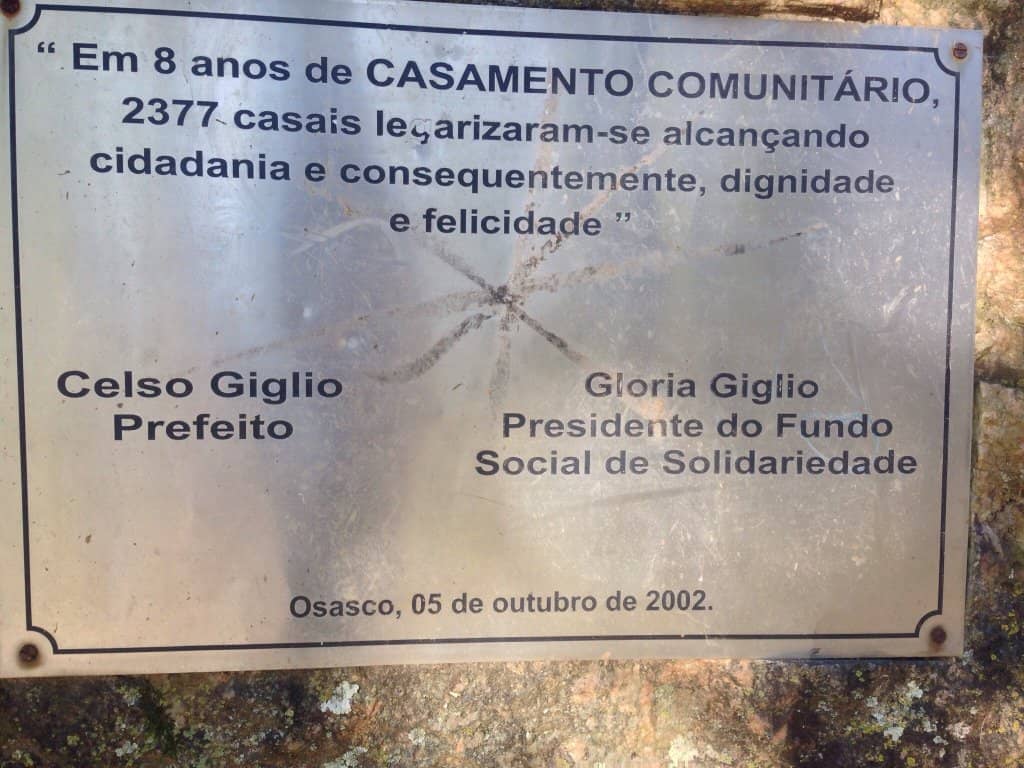 “ Em 8 anos de CASAMENTO COMUNITÁRIO,
2377 casais legarizaram-se alcançando
cidadania e consequentemente, dignidade
e felicidade ”
Celso Giglio
Prefeito
Gloria Giglio
Presidente do Fundo
Social de Solidariedade
Osasco, 05 de outubro de 2002.